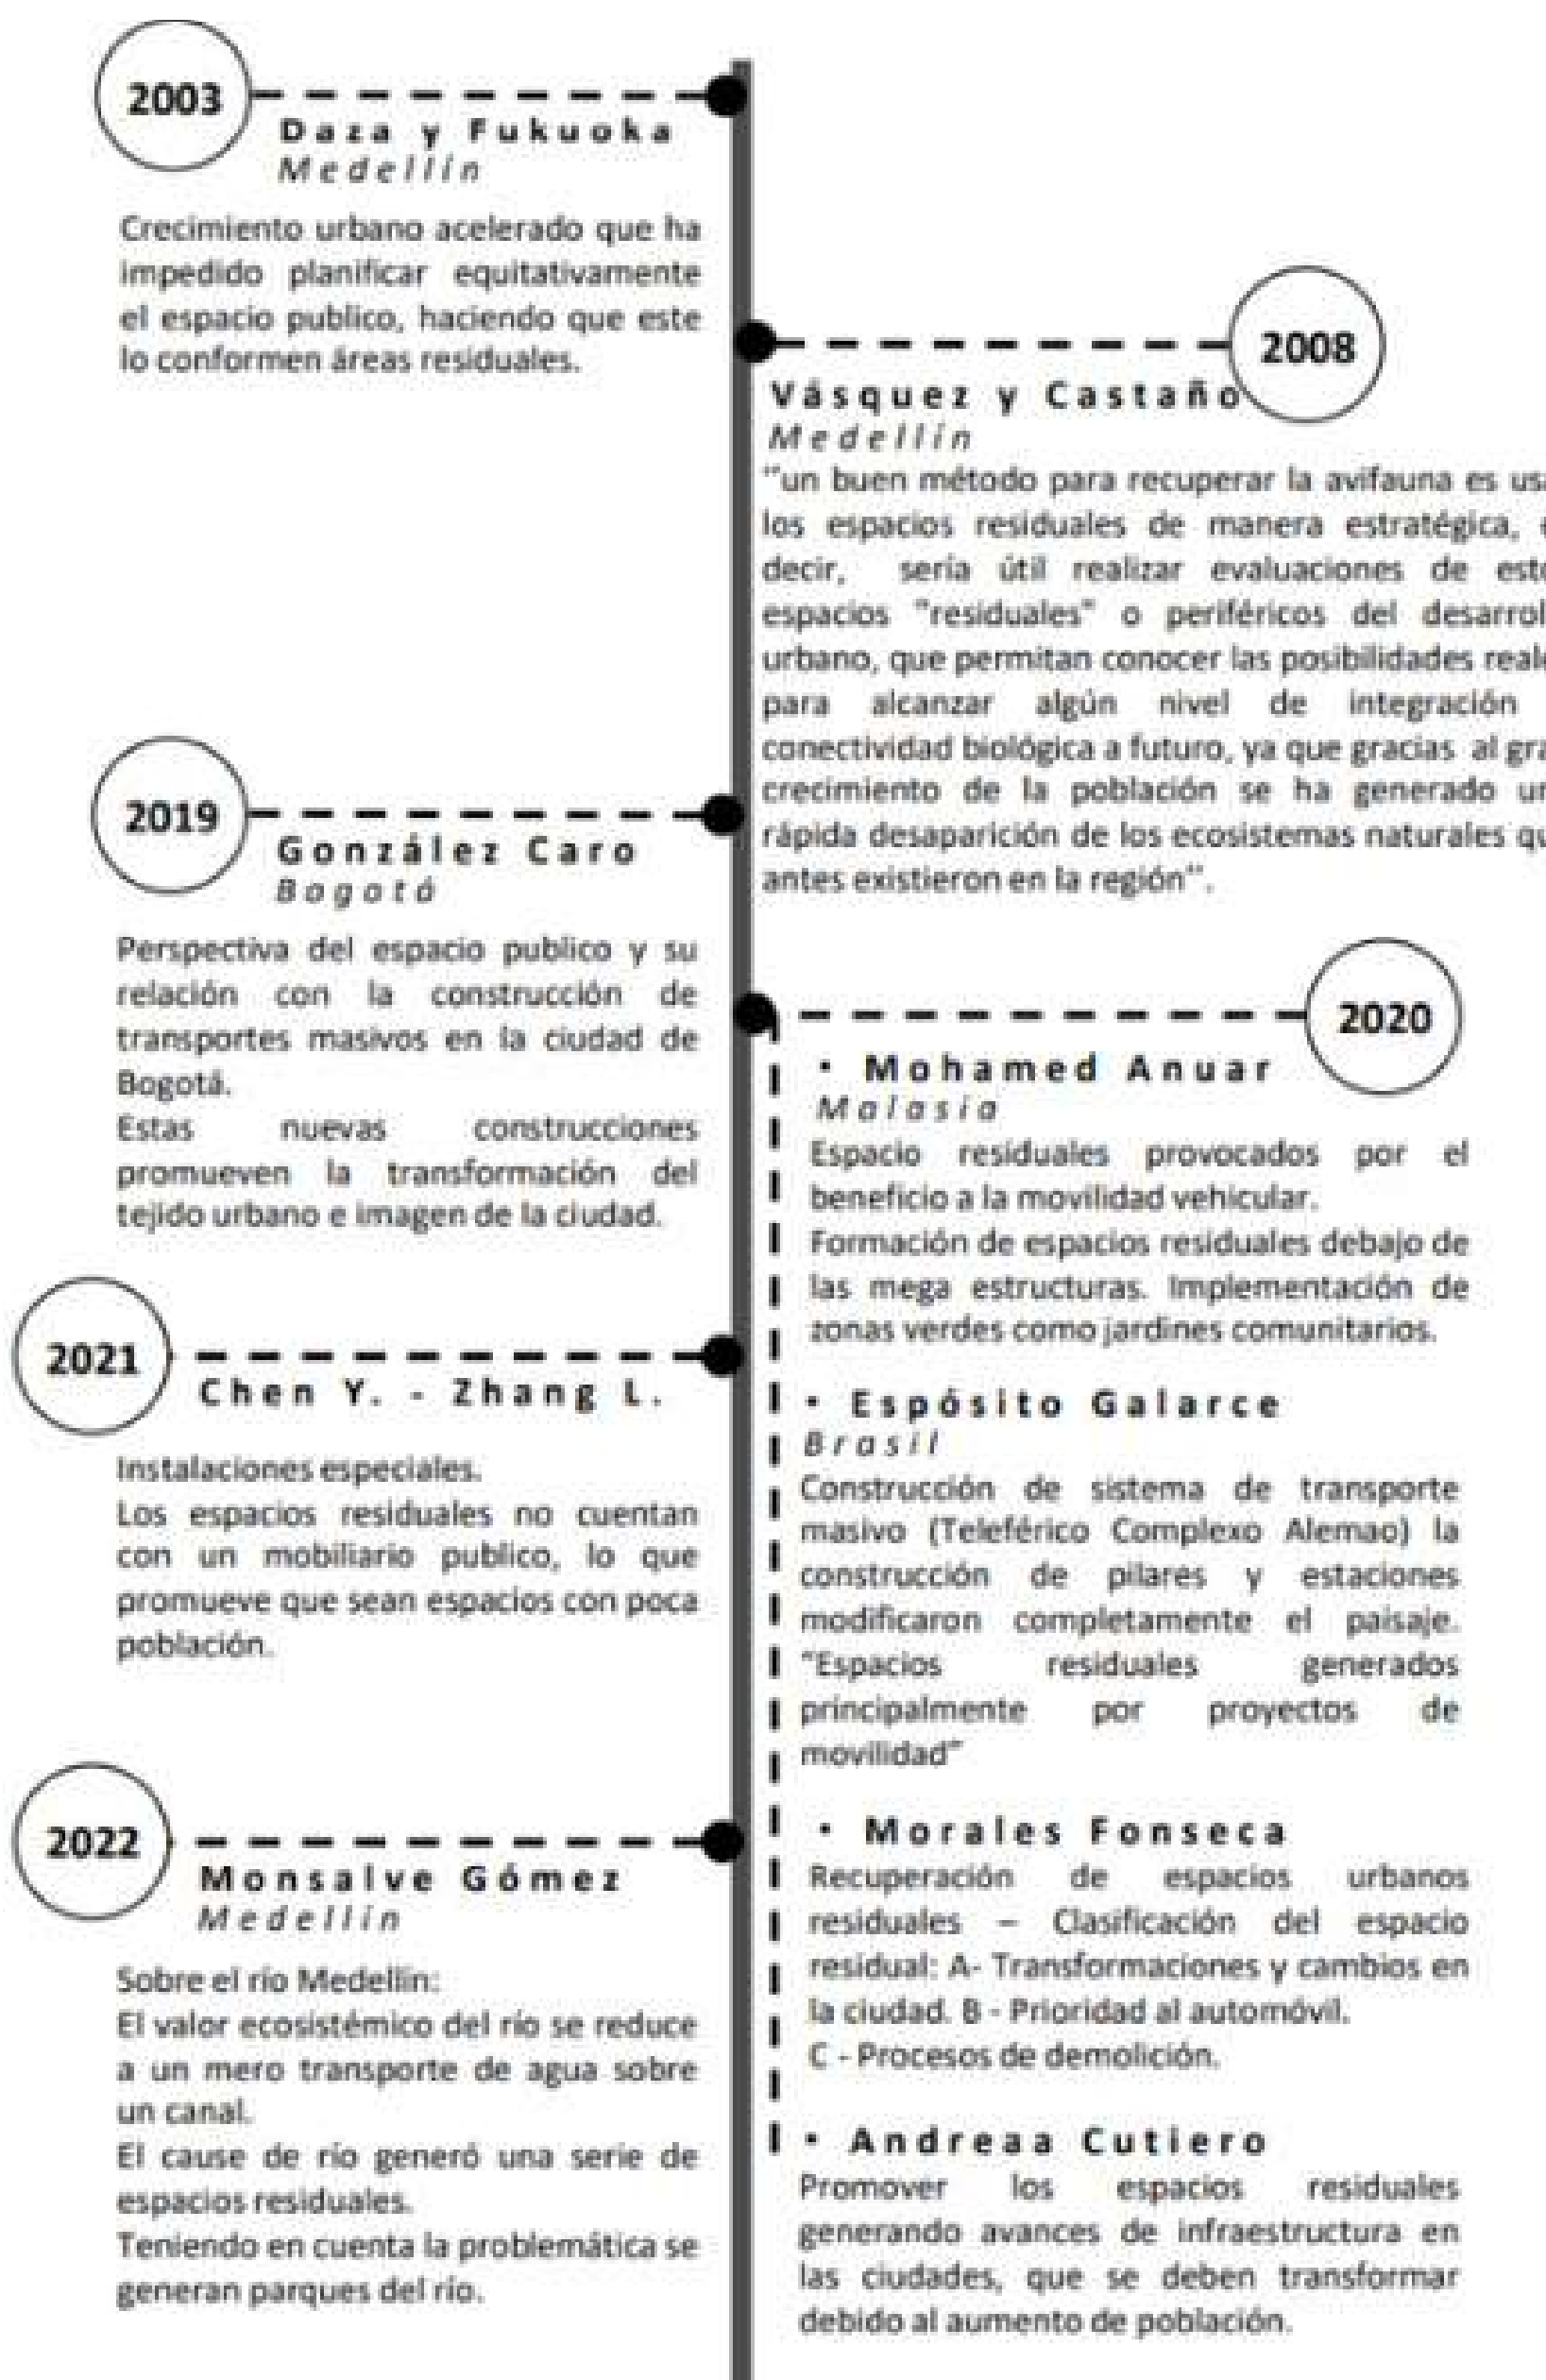 2003
Daza y Fukuoka
Medellín
Crecimiento urbano acelerado que ha
impedido planificar equitativamente
el espacio publico, haciendo que este
lo conformen áreas residuales.
2008
Vásquez y Castaño
Medellín
"un buen método para recuperar la avifauna es
los espacios residuales de manera estratégica,
decir, sería útil realizar evaluaciones de
espacios "residuales" o periféricos del
urbano, que permitan conocer las posibilidades
para alcanzar algún nivel de integración
conectividad biológica a futuro, ya que gracias al
crecimiento de la población se ha generado
rápida desaparición de los ecosistemas naturales
antes existieron en la región".
2019
González Caro
Bogotá
Perspectiva del espacio publico y su
relación con la construcción de
transportes masivos en la ciudad de
Bogotá.
Estas nuevas construcciones
promueven la transformación del
tejido urbano e imagen de la ciudad.
2020
• Mohamed Anuar
Malasia
Espacio residuales provocados por el
beneficio a la movilidad vehicular.
Formación de espacios residuales debajo de
las mega estructuras. Implementación de
zonas verdes como jardines comunitarios.
• Espósito Galarce
Brasil
Construcción de sistema de transporte
masivo (Teleférico Complexo Alemao) la
construcción de pilares y estaciones
modificaron completamente el paisaje.
"Espacios residuales generados
principalmente por proyectos de
movilidad"
• Morales Fonseca
Recuperación de espacios urbanos
residuales – Clasificación del espacio
residual: A- Transformaciones y cambios en
la ciudad. B - Prioridad al automóvil.
C - Procesos de demolición.
• Andreaa Cutiero
Promover los espacios residuales
generando avances de infraestructura en
las ciudades, que se deben transformar
debido al aumento de población.
2021
Chen Y. - Zhang L.
Instalaciones especiales.
Los espacios residuales no cuentan
con un mobiliario publico, lo que
promueve que sean espacios con poca
población.
2022
Monsalve Gómez
Medellín
Sobre el río Medellín:
El valor ecosistémico del río se reduce
a un mero transporte de agua sobre
un canal.
El cause de río generó una serie de
espacios residuales.
Teniendo en cuenta la problemática se
generan parques del río.